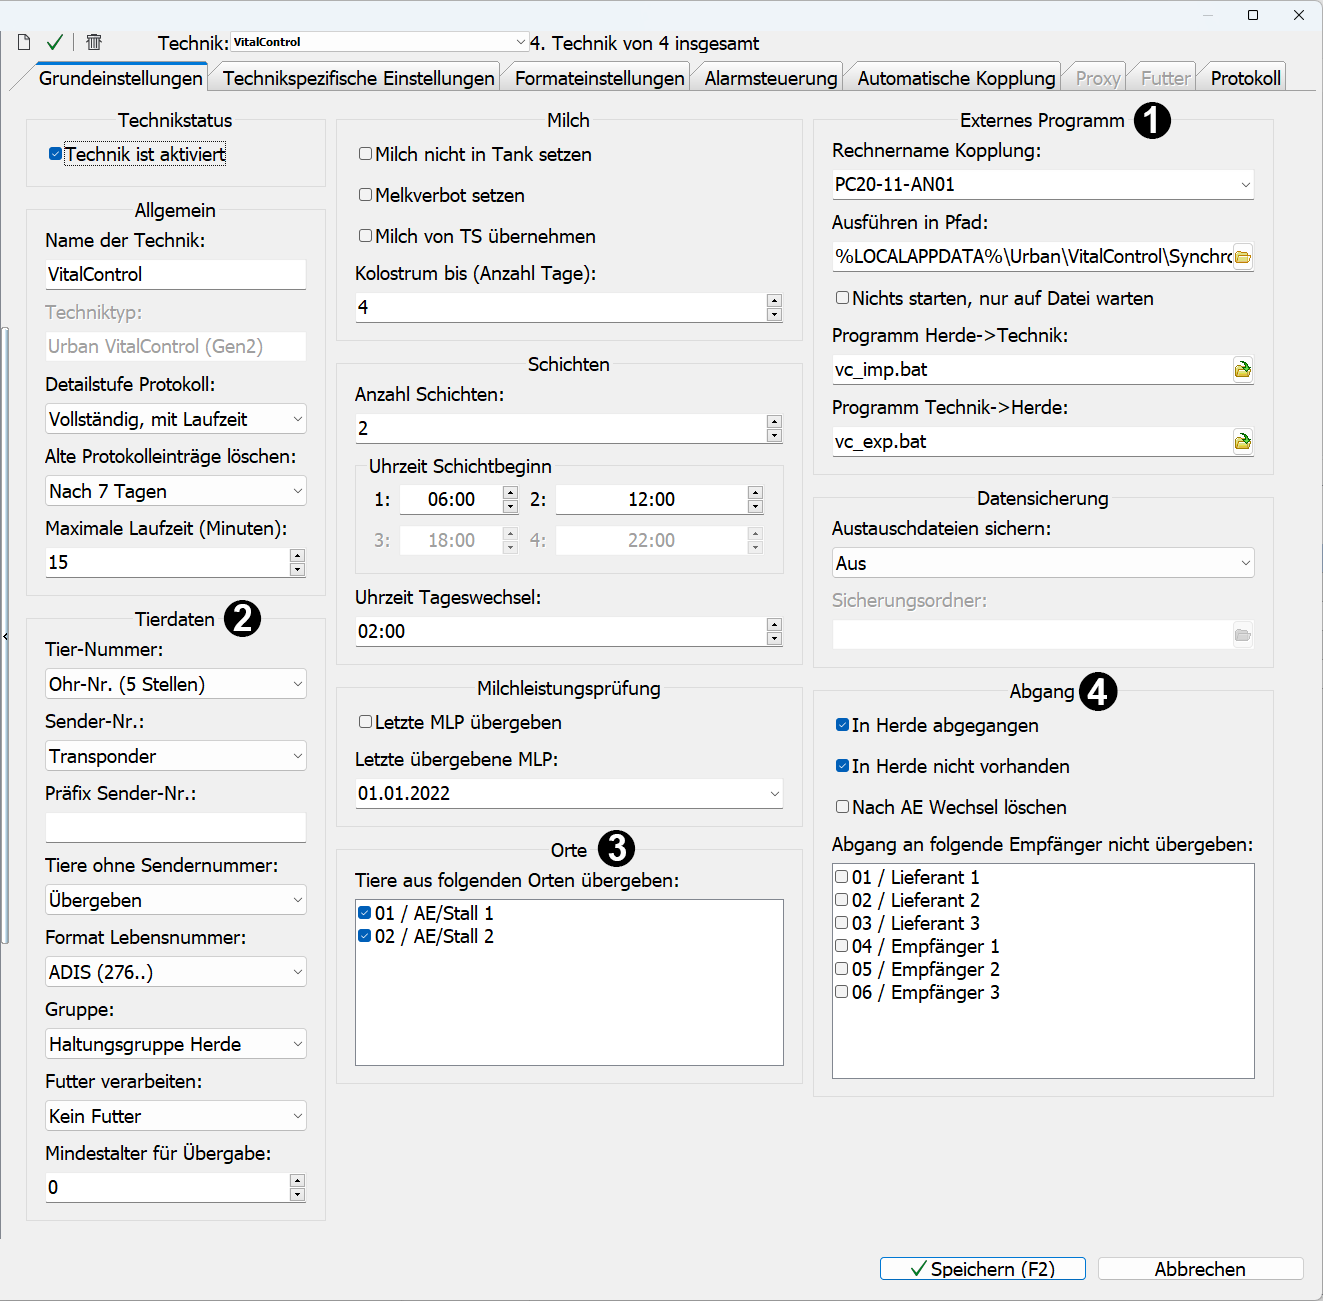 Technik: VitalControl 4. Technik von 4 insgesamt
Grundeinstellungen Technikspezifische Einstellungen Formateinstellungen Alarmsteuerung Automatische Kopplung Proxy Futter Protokoll
Technikstatus
Technik ist aktiviert
Allgemein
Name der Technik:
VitalControl
Techniktyp:
Urban VitalControl (Gen2)
Detailstufe Protokoll:
Vollständig, mit Laufzeit
Alte Protokolleinträge löschen:
Nach 7 Tagen
Maximale Laufzeit (Minuten):
15
Tierdaten 2
Tier-Nummer:
Ohr-Nr. (5 Stellen)
Sender-Nr.:
Transponder
Präfix Sender-Nr.:
Tiere ohne Sendernummer:
Übergeben
Format Lebensnummer:
ADIS (276..)
Gruppe:
Haltungsgruppe Herde
Futter verarbeiten:
Kein Futter
Mindestalter für Übergabe:
0
Milch
Milch nicht in Tank setzen
Melkverbot setzen
Milch von TS übernehmen
Kolostrum bis (Anzahl Tage):
4
Schichten
Anzahl Schichten:
2
Uhrzeit Schichtbeginn
1: 06:00 2: 12:00
3: 18:00 4: 22:00
Uhrzeit Tageswechsel:
02:00
Milchleistungsprüfung
Letzte MLP übergeben
Letzte übergebene MLP:
01.01.2022
Orte 3
Tiere aus folgenden Orten übergeben:
01 / AE/Stall 1
02 / AE/Stall 2
Externes Programm 1
Rechnername Kopplung:
PC20-11-AN01
Ausführen in Pfad:
%LOCALAPPDATA%\Urban\VitalControl\Synchro
Nichts starten, nur auf Datei warten
Programm Herde->Technik:
vc_imp.bat
Programm Technik->Herde:
vc_exp.bat
Datensicherung
Austauschdateien sichern:
Aus
Sicherungsordner:
Abgang 4
In Herde abgegangen
In Herde nicht vorhanden
Nach AE Wechsel löschen
Abgang an folgende Empfänger nicht übergeben:
01 / Lieferant 1
02 / Lieferant 2
03 / Lieferant 3
04 / Empfänger 1
05 / Empfänger 2
06 / Empfänger 3
Speichern (F2) Abbrechen